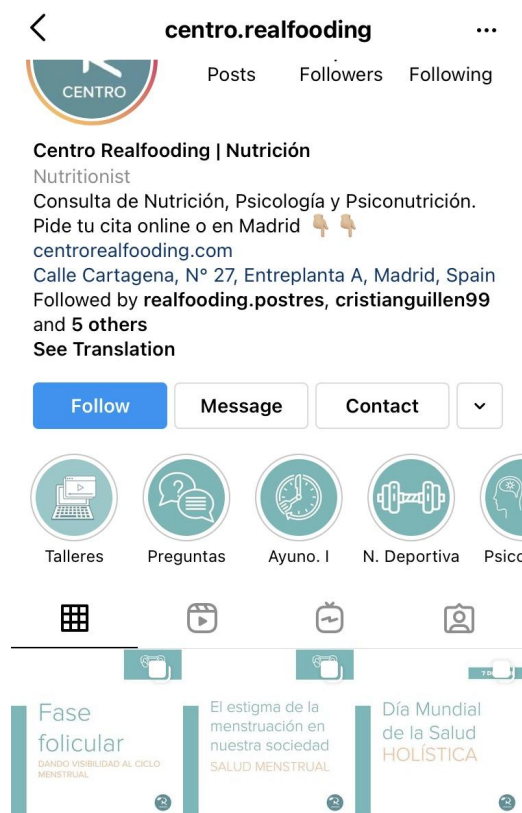 centro.realfooding
CENTRO
Posts Followers Following
Centro Realfooding | Nutrición
Nutritionist
Consulta de Nutrición, Psicología y Psiconutrición.
Pide tu cita online o en Madrid 👇🏼 👇🏼
centrorealfooding.com
Calle Cartagena, Nº 27, Entreplanta A, Madrid, Spain
Followed by realfooding.postres, cristianguillen99
and 5 others
See Translation
Follow Message Contact
Talleres Preguntas Ayuno. I N. Deportiva Psico
Fase
folicular
DANDO VISIBILIDAD AL CICLO
MENSTRUAL
El estigma de la
menstruación en
nuestra sociedad
SALUD MENSTRUAL
Día Mundial
de la Salud
HOLÍSTICA